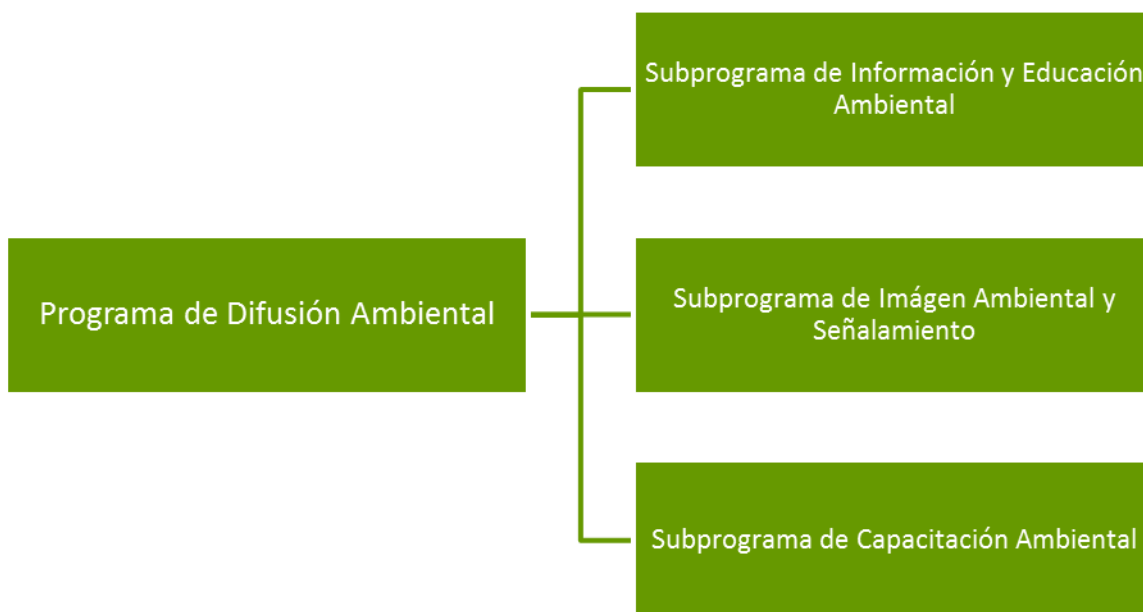 Subprograma de Información y Educación
Ambiental
Programa de Difusión Ambiental
Subprograma de Imágen Ambiental y
Señalamiento
Subprograma de Capacitación Ambiental